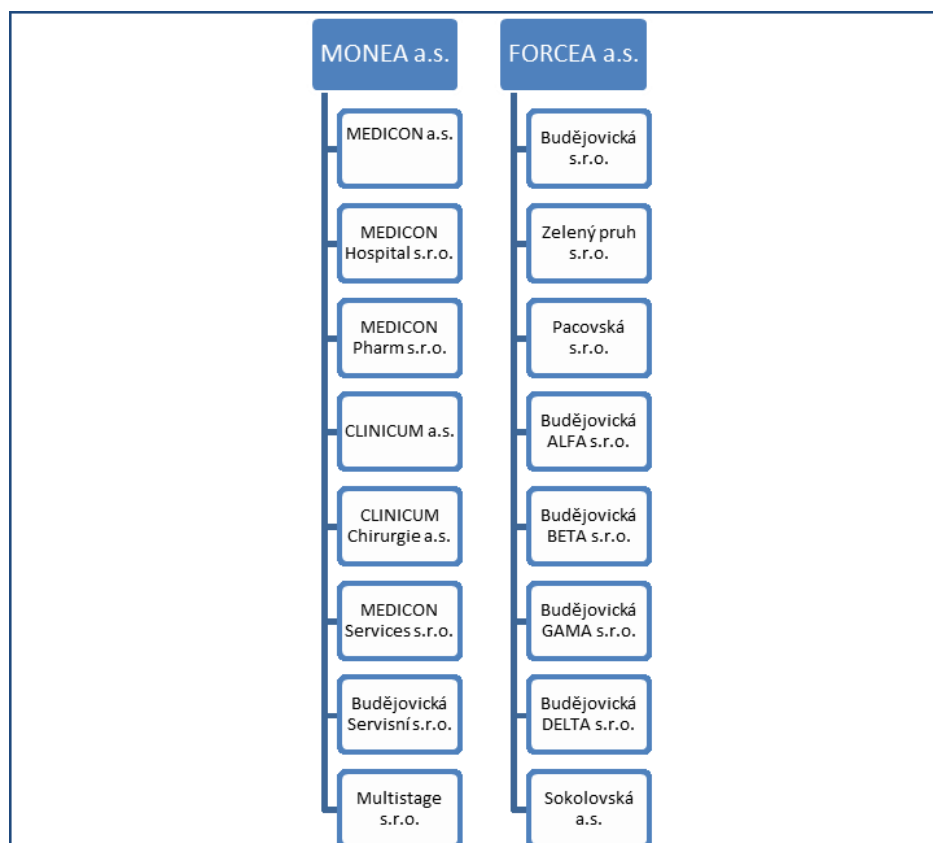 MONEA a.s.
MEDICON a.s.
MEDICON
Hospital s.r.o.
MEDICON
Pharm s.r.o.
CLINICUM a.s.
CLINICUM
Chirurgie a.s.
MEDICON
Services s.r.o.
Budějovická
Servisní s.r.o.
Multistage
s.r.o.
FORCEA a.s.
Budějovická
s.r.o.
Zelený pruh
s.r.o.
Pacovská
s.r.o.
Budějovická
ALFA s.r.o.
Budějovická
BETA s.r.o.
Budějovická
GAMA s.r.o.
Budějovická
DELTA s.r.o.
Sokolovská
a.s.